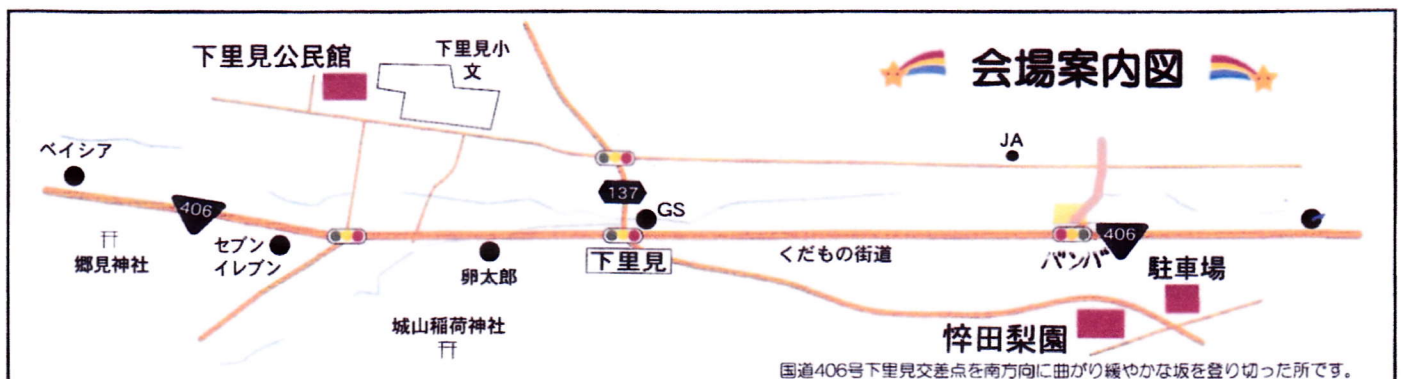 会場案内図
下里見公民館
下里見小
文
ベイシア
JA
406
137
GS
セブン
イレブン
郷見神社
卵太郎
下里見
くだもの街道
406
バンバ
駐車場
城山稲荷神社
悴田梨園
国道406号下里見交差点を南方向に曲がり緩やかな坂を登り切った所です。